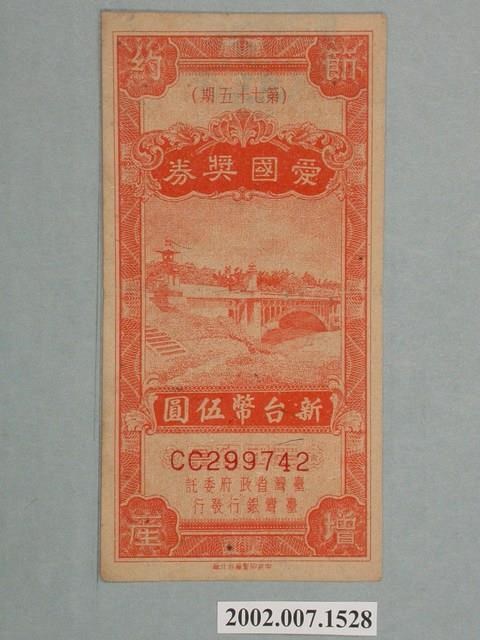 節約
(第七十五期)
愛國獎券
新台幣伍圓
CC299742
臺灣省政府委託
臺灣銀行發行
增產
2002.007.1528